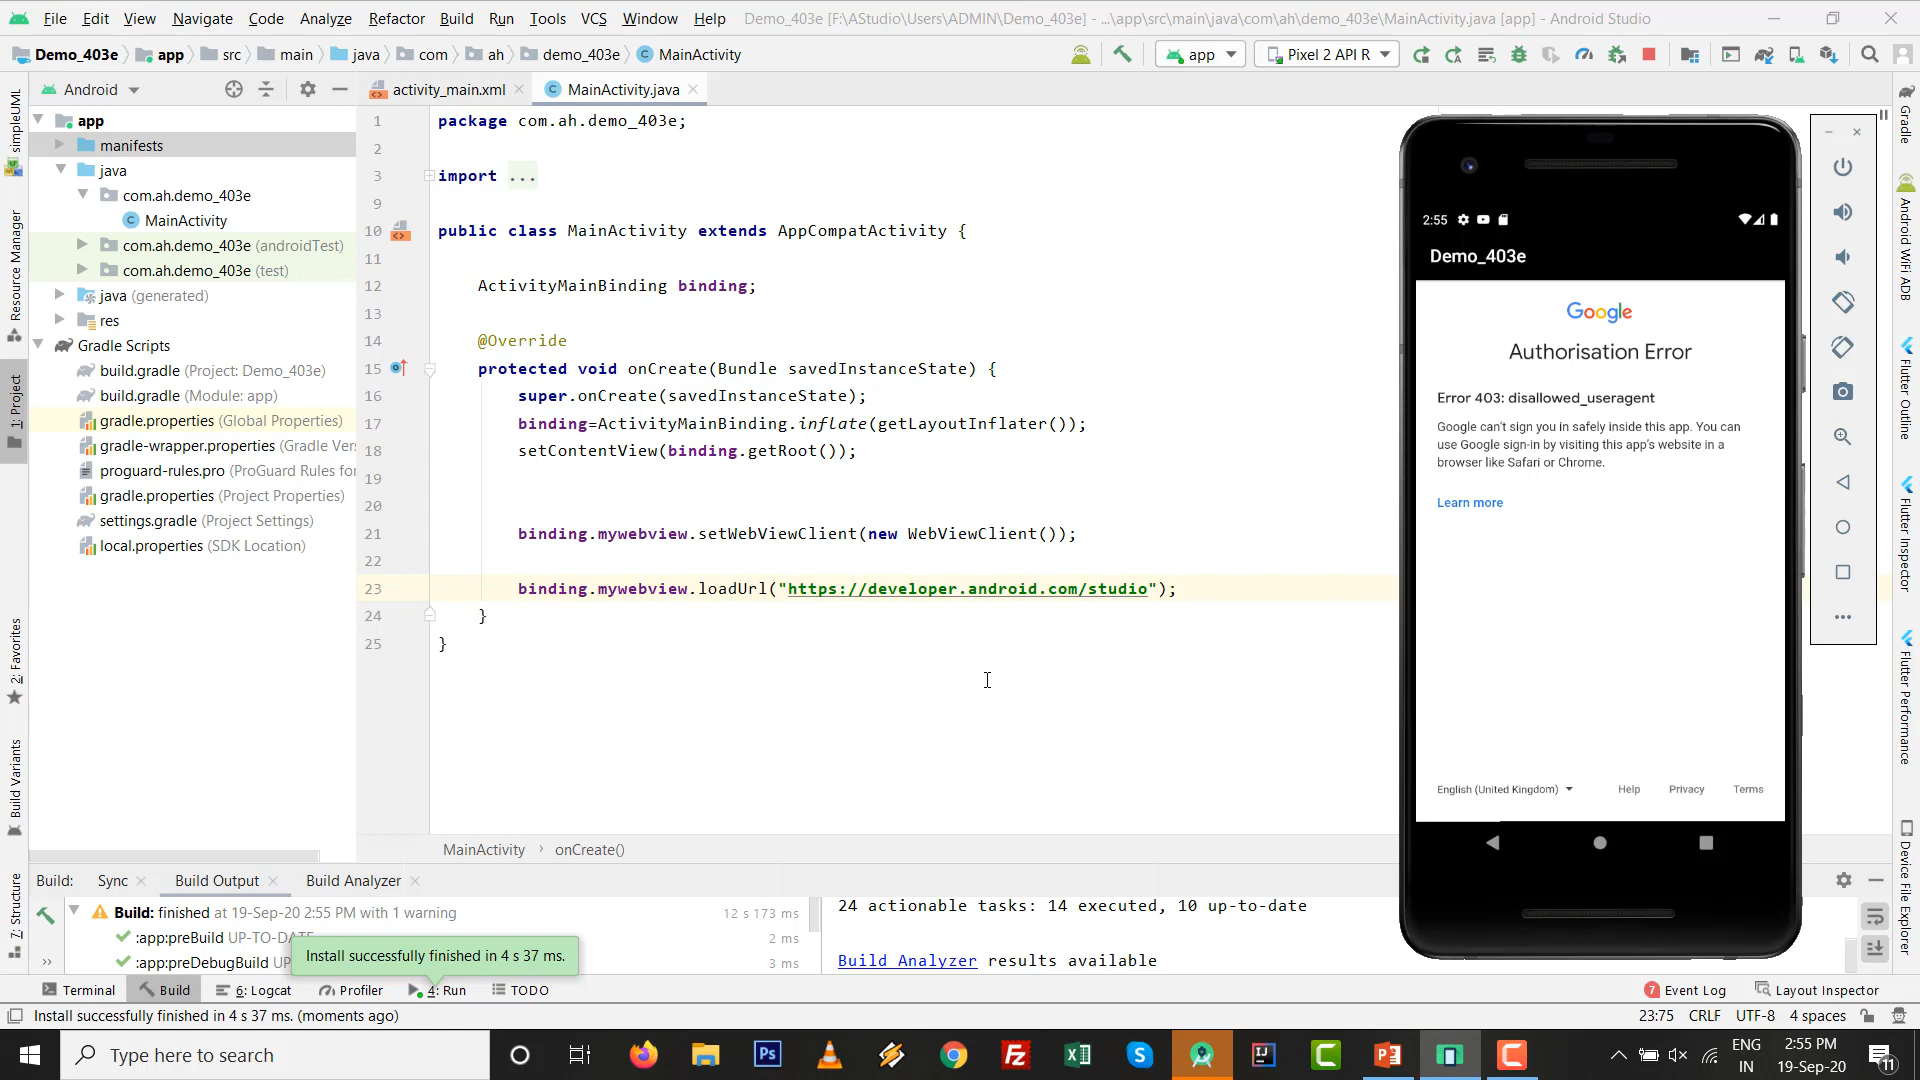 File Edit View Navigate Code Analyze Refactor Build Run Tools VCS Window Help Demo_403e [F:\AStudio\Users\ADMIN\Demo_403e] - ...\app\src\main\java\com\ah\demo_403e\MainActivity.java [app] - Android Studio
Demo_403e app src main java com ah demo_403e MainActivity app Pixel 2 API R
Android activity_main.xml MainActivity.java
app
manifests
java
com.ah.demo_403e
MainActivity
com.ah.demo_403e (androidTest)
com.ah.demo_403e (test)
java (generated)
res
Gradle Scripts
build.gradle (Project: Demo_403e)
build.gradle (Module: app)
gradle.properties (Global Properties)
gradle-wrapper.properties (Gradle Ver
proguard-rules.pro (ProGuard Rules for
gradle.properties (Project Properties)
settings.gradle (Project Settings)
local.properties (SDK Location)
simpleUML
Resource Manager
1: Project
2: Favorites
Build Variants
7: Structure
1 package com.ah.demo_403e;
2
3 import ...
9
10 public class MainActivity extends AppCompatActivity {
11
12 ActivityMainBinding binding;
13
14 @Override
15 protected void onCreate(Bundle savedInstanceState) {
16 super.onCreate(savedInstanceState);
17 binding=ActivityMainBinding.inflate(getLayoutInflater());
18 setContentView(binding.getRoot());
19
20
21 binding.mywebview.setWebViewClient(new WebViewClient());
22
23 binding.mywebview.loadUrl("https://developer.android.com/studio");
24 }
25 }
MainActivity › onCreate()
2:55
Demo_403e
Google
Authorisation Error
Error 403: disallowed_useragent
Google can't sign you in safely inside this app. You can
use Google sign-in by visiting this app's website in a
browser like Safari or Chrome.
Learn more
English (United Kingdom) Help Privacy Terms
Gradle
Android WiFi ADB
Flutter Outline
Flutter Inspector
Flutter Performance
Device File Explorer
Build: Sync Build Output Build Analyzer
Build: finished at 19-Sep-20 2:55 PM with 1 warning 12 s 173 ms
:app:preBuild UP-TO-DATE 2 ms
:app:preDebugBuild UP 3 ms
Install successfully finished in 4 s 37 ms.
24 actionable tasks: 14 executed, 10 up-to-date
Build Analyzer results available
Terminal Build 6: Logcat Profiler 4: Run TODO 7 Event Log Layout Inspector
Install successfully finished in 4 s 37 ms. (moments ago) 23:75 CRLF UTF-8 4 spaces
Type here to search
Ps
Fz
IJ
ENG
IN
2:55 PM
19-Sep-20
11